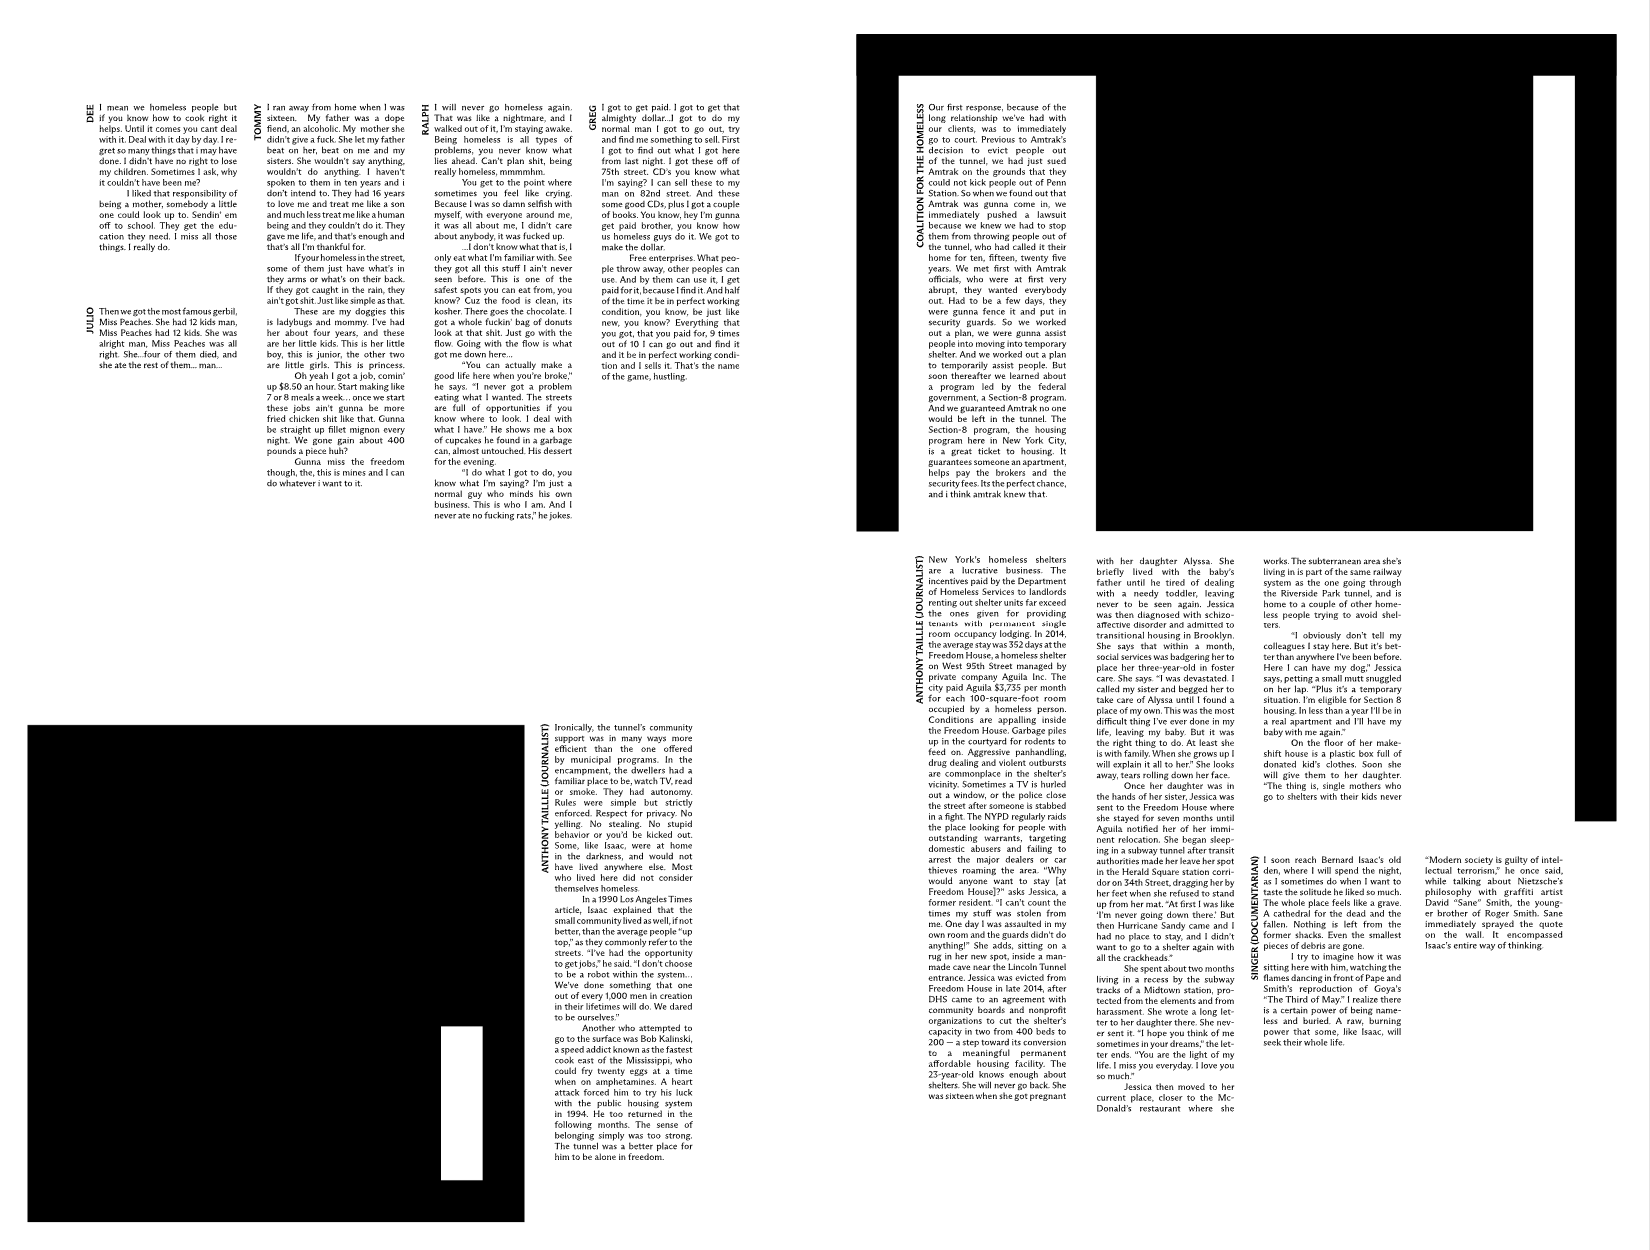 DEE
I mean we homeless people but
if you know how to cook right it
helps. Until it comes you cant deal
with it. Deal with it day by day. I re-
gret so many things that i may have
done. I didn't have no right to lose
my children. Sometimes I ask, why
it couldn't have been me?
I liked that responsibility of
being a mother, somebody a little
one could look up to. Sendin' em
off to school. They get the edu-
cation they need. I miss all those
things. I really do.
JULIO
Then we got the most famous gerbil,
Miss Peaches. She had 12 kids man,
Miss Peaches had 12 kids. She was
alright man, Miss Peaches was all
right. She...four of them died, and
she ate the rest of them... man...
TOMMY
I ran away from home when I was
sixteen. My father was a dope
fiend, an alcoholic. My mother she
didn't give a fuck. She let my father
beat on her, beat on me and my
sisters. She wouldn't say anything,
wouldn't do anything. I haven't
spoken to them in ten years and i
don't intend to. They had 16 years
to love me and treat me like a son
and much less treat me like a human
being and they couldn't do it. They
gave me life, and that's enough and
that's all I'm thankful for.
If your homeless in the street,
some of them just have what's in
they arms or what's on their back.
If they got caught in the rain, they
ain't got shit. Just like simple as that.
These are my doggies this
is ladybugs and mommy. I've had
her about four years, and these
are her little kids. This is her little
boy, this is junior, the other two
are little girls. This is princess.
Oh yeah I got a job, comin'
up $8.50 an hour. Start making like
7 or 8 meals a week... once we start
these jobs ain't gunna be more
fried chicken shit like that. Gunna
be straight up fillet mignon every
night. We gone gain about 400
pounds a piece huh?
Gunna miss the freedom
though, the, this is mines and I can
do whatever i want to it.
RALPH
I will never go homeless again.
That was like a nightmare, and I
walked out of it, I'm staying awake.
Being homeless is all types of
problems, you never know what
lies ahead. Can't plan shit, being
really homeless, mmmmhm.
You get to the point where
sometimes you feel like crying.
Because I was so damn selfish with
myself, with everyone around me,
it was all about me, I didn't care
about anybody, it was fucked up.
...I don't know what that is, I
only eat what I'm familiar with. See
they got all this stuff I ain't never
seen before. This is one of the
safest spots you can eat from, you
know? Cuz the food is clean, its
kosher. There goes the chocolate. I
got a whole fuckin' bag of donuts
look at that shit. Just go with the
flow. Going with the flow is what
got me down here...
"You can actually make a
good life here when you're broke,"
he says. "I never got a problem
eating what I wanted. The streets
are full of opportunities if you
know where to look. I deal with
what I have." He shows me a box
of cupcakes he found in a garbage
can, almost untouched. His dessert
for the evening.
"I do what I got to do, you
know what I'm saying? I'm just a
normal guy who minds his own
business. This is who I am. And I
never ate no fucking rats," he jokes.
GREG
I got to get paid. I got to get that
almighty dollar...I got to do my
normal man I got to go out, try
and find me something to sell. First
I got to find out what I got here
from last night. I got these off of
75th street. CD's you know what
I'm saying? I can sell these to my
man on 82nd street. And these
some good CDs, plus I got a couple
of books. You know, hey I'm gunna
get paid brother, you know how
us homeless guys do it. We got to
make the dollar.
Free enterprises. What peo-
ple throw away, other peoples can
use. And by them can use it, I get
paid for it, because I find it. And half
of the time it be in perfect working
condition, you know, be just like
new, you know? Everything that
you got, that you paid for, 9 times
out of 10 I can go out and find it
and it be in perfect working condi-
tion and I sells it. That's the name
of the game, hustling.
ANTHONY TAILLLE (JOURNALIST)
Ironically, the tunnel's community
support was in many ways more
efficient than the one offered
by municipal programs. In the
encampment, the dwellers had a
familiar place to be, watch TV, read
or smoke. They had autonomy.
Rules were simple but strictly
enforced. Respect for privacy. No
yelling. No stealing. No stupid
behavior or you'd be kicked out.
Some, like Isaac, were at home
in the darkness, and would not
have lived anywhere else. Most
who lived here did not consider
themselves homeless.
In a 1990 Los Angeles Times
article, Isaac explained that the
small community lived as well, if not
better, than the average people "up
top," as they commonly refer to the
streets. "I've had the opportunity
to get jobs," he said. "I don't choose
to be a robot within the system...
We've done something that one
out of every 1,000 men in creation
in their lifetimes will do. We dared
to be ourselves."
Another who attempted to
go to the surface was Bob Kalinski,
a speed addict known as the fastest
cook east of the Mississippi, who
could fry twenty eggs at a time
when on amphetamines. A heart
attack forced him to try his luck
with the public housing system
in 1994. He too returned in the
following months. The sense of
belonging simply was too strong.
The tunnel was a better place for
him to be alone in freedom.
COALITION FOR THE HOMELESS
Our first response, because of the
long relationship we've had with
our clients, was to immediately
go to court. Previous to Amtrak's
decision to evict people out
of the tunnel, we had just sued
Amtrak on the grounds that they
could not kick people out of Penn
Station. So when we found out that
Amtrak was gunna come in, we
immediately pushed a lawsuit
because we knew we had to stop
them from throwing people out of
the tunnel, who had called it their
home for ten, fifteen, twenty five
years. We met first with Amtrak
officials, who were at first very
abrupt, they wanted everybody
out. Had to be a few days, they
were gunna fence it and put in
security guards. So we worked
out a plan, we were gunna assist
people into moving into temporary
shelter. And we worked out a plan
to temporarily assist people. But
soon thereafter we learned about
a program led by the federal
government, a Section-8 program.
And we guaranteed Amtrak no one
would be left in the tunnel. The
Section-8 program, the housing
program here in New York City,
is a great ticket to housing. It
guarantees someone an apartment,
helps pay the brokers and the
security fees. Its the perfect chance,
and i think amtrak knew that.
ANTHONY TAILLLE (JOURNALIST)
New York's homeless shelters
are a lucrative business. The
incentives paid by the Department
of Homeless Services to landlords
renting out shelter units far exceed
the ones given for providing
tenants with permanent single
room occupancy lodging. In 2014,
the average stay was 352 days at the
Freedom House, a homeless shelter
on West 95th Street managed by
private company Aguila Inc. The
city paid Aguila $3,735 per month
for each 100-square-foot room
occupied by a homeless person.
Conditions are appalling inside
the Freedom House. Garbage piles
up in the courtyard for rodents to
feed on. Aggressive panhandling,
drug dealing and violent outbursts
are commonplace in the shelter's
vicinity. Sometimes a TV is hurled
out a window, or the police close
the street after someone is stabbed
in a fight. The NYPD regularly raids
the place looking for people with
outstanding warrants, targeting
domestic abusers and failing to
arrest the major dealers or car
thieves roaming the area. "Why
would anyone want to stay [at
Freedom House]?" asks Jessica, a
former resident. "I can't count the
times my stuff was stolen from
me. One day I was assaulted in my
own room and the guards didn't do
anything!" She adds, sitting on a
rug in her new spot, inside a man-
made cave near the Lincoln Tunnel
entrance. Jessica was evicted from
Freedom House in late 2014, after
DHS came to an agreement with
community boards and nonprofit
organizations to cut the shelter's
capacity in two from 400 beds to
200 — a step toward its conversion
to a meaningful permanent
affordable housing facility. The
23-year-old knows enough about
shelters. She will never go back. She
was sixteen when she got pregnant
with her daughter Alyssa. She
briefly lived with the baby's
father until he tired of dealing
with a needy toddler, leaving
never to be seen again. Jessica
was then diagnosed with schizo-
affective disorder and admitted to
transitional housing in Brooklyn.
She says that within a month,
social services was badgering her to
place her three-year-old in foster
care. She says. "I was devastated. I
called my sister and begged her to
take care of Alyssa until I found a
place of my own. This was the most
difficult thing I've ever done in my
life, leaving my baby. But it was
the right thing to do. At least she
is with family. When she grows up I
will explain it all to her." She looks
away, tears rolling down her face.
Once her daughter was in
the hands of her sister, Jessica was
sent to the Freedom House where
she stayed for seven months until
Aguila notified her of her immi-
nent relocation. She began sleep-
ing in a subway tunnel after transit
authorities made her leave her spot
in the Herald Square station corri-
dor on 34th Street, dragging her by
her feet when she refused to stand
up from her mat. "At first I was like
'I'm never going down there.' But
then Hurricane Sandy came and I
had no place to stay, and I didn't
want to go to a shelter again with
all the crackheads."
She spent about two months
living in a recess by the subway
tracks of a Midtown station, pro-
tected from the elements and from
harassment. She wrote a long let-
ter to her daughter there. She nev-
er sent it. "I hope you think of me
sometimes in your dreams," the let-
ter ends. "You are the light of my
life. I miss you everyday. I love you
so much."
Jessica then moved to her
current place, closer to the Mc-
Donald's restaurant where she
works. The subterranean area she's
living in is part of the same railway
system as the one going through
the Riverside Park tunnel, and is
home to a couple of other home-
less people trying to avoid shel-
ters.
"I obviously don't tell my
colleagues I stay here. But it's bet-
ter than anywhere I've been before.
Here I can have my dog," Jessica
says, petting a small mutt snuggled
on her lap. "Plus it's a temporary
situation. I'm eligible for Section 8
housing. In less than a year I'll be in
a real apartment and I'll have my
baby with me again."
On the floor of her make-
shift house is a plastic box full of
donated kid's clothes. Soon she
will give them to her daughter.
"The thing is, single mothers who
go to shelters with their kids never
SINGER (DOCUMENTARIAN)
I soon reach Bernard Isaac's old
den, where I will spend the night,
as I sometimes do when I want to
taste the solitude he liked so much.
The whole place feels like a grave.
A cathedral for the dead and the
fallen. Nothing is left from the
former shacks. Even the smallest
pieces of debris are gone.
I try to imagine how it was
sitting here with him, watching the
flames dancing in front of Pape and
Smith's reproduction of Goya's
"The Third of May." I realize there
is a certain power of being name-
less and buried. A raw, burning
power that some, like Isaac, will
seek their whole life.
"Modern society is guilty of intel-
lectual terrorism," he once said,
while talking about Nietzsche's
philosophy with graffiti artist
David "Sane" Smith, the young-
er brother of Roger Smith. Sane
immediately sprayed the quote
on the wall. It encompassed
Isaac's entire way of thinking.